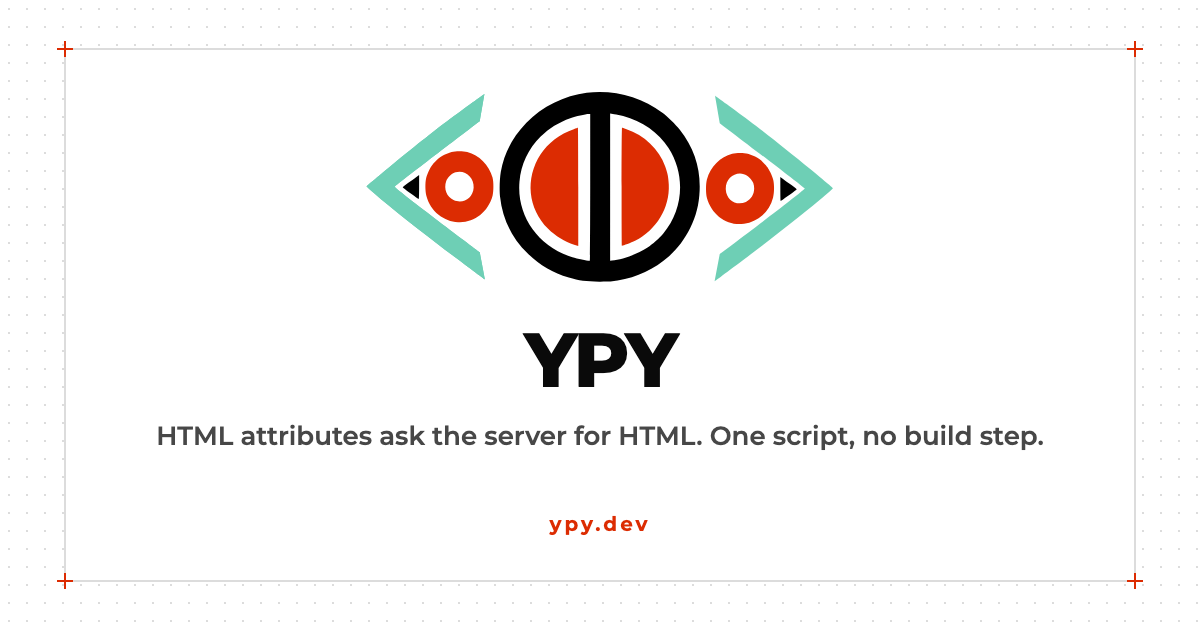 YPY
HTML attributes ask the server for HTML. One script, no build step.
ypy.dev